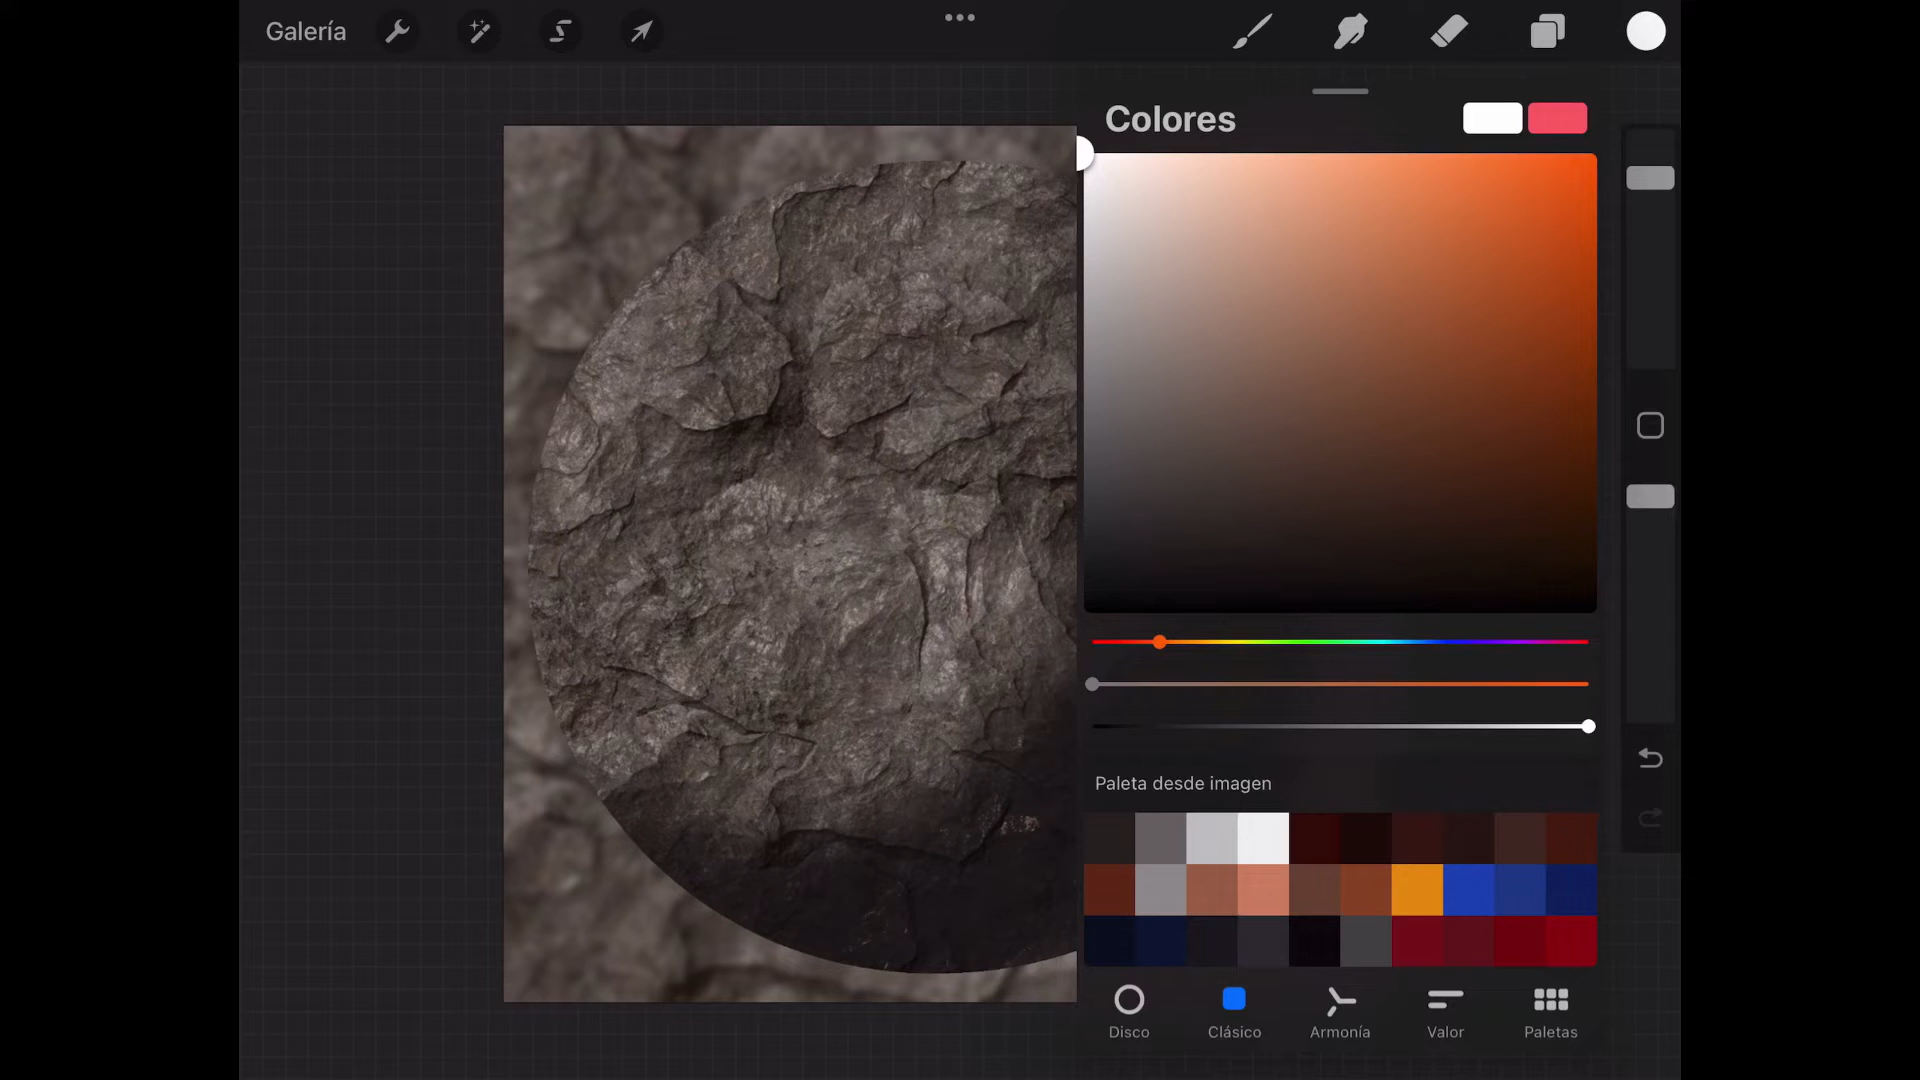 Galería
Colores
Paleta desde imagen
Disco
Clásico
Armonía
Valor
Paletas